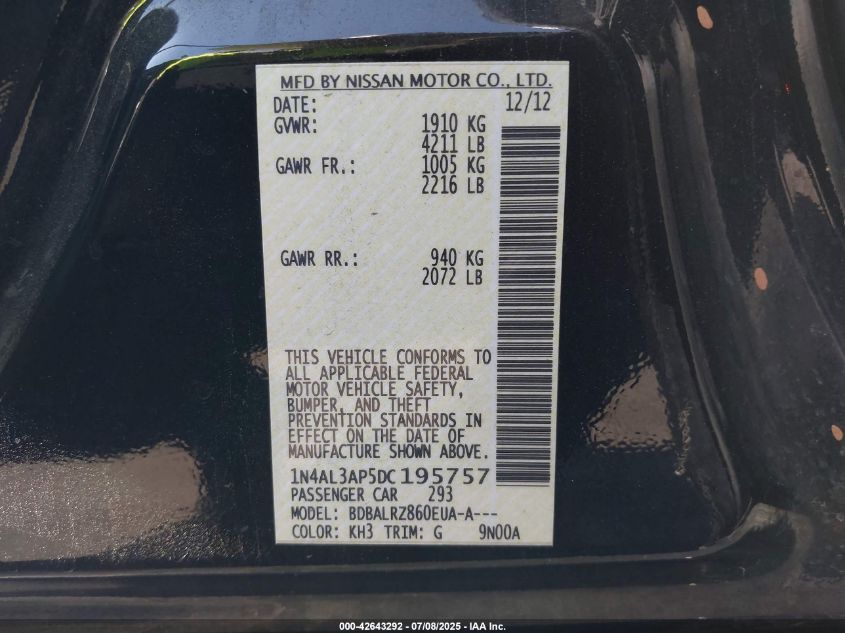 MFD BY NISSAN MOTOR CO., LTD.
DATE: 12/12
GVWR: 1910 KG
4211 LB
GAWR FR.: 1005 KG
2216 LB
GAWR RR.: 940 KG
2072 LB
THIS VEHICLE CONFORMS TO
ALL APPLICABLE FEDERAL
MOTOR VEHICLE SAFETY,
BUMPER, AND THEFT
PREVENTION STANDARDS IN
EFFECT ON THE DATE OF
MANUFACTURE SHOWN ABOVE.
1N4AL3AP5DC195757
PASSENGER CAR 293
MODEL: BDBALRZ860EUA-A---
COLOR: KH3 TRIM: G 9N00A
000-42643292 - 07/08/2025 - IAA Inc.